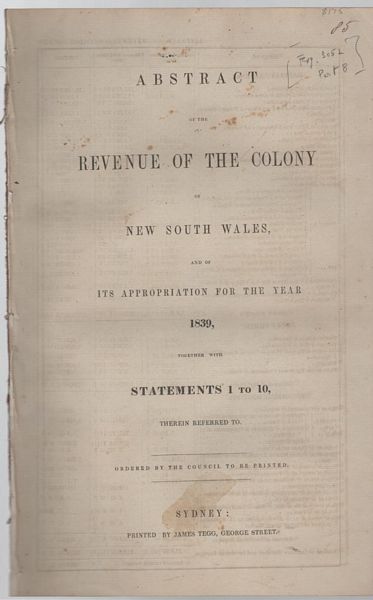 85
ABSTRACT
OF THE
REVENUE OF THE COLONY
OF
NEW SOUTH WALES,
AND OF
ITS APPROPRIATION FOR THE YEAR
1839,
TOGETHER WITH
STATEMENTS 1 TO 10,
THEREIN REFERRED TO.
ORDERED BY THE COUNCIL TO BE PRINTED.
SYDNEY:
PRINTED BY JAMES TEGG, GEORGE STREET.